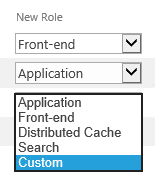 New Role
Front-end
Application
Application
Front-end
Distributed Cache
Search
Custom